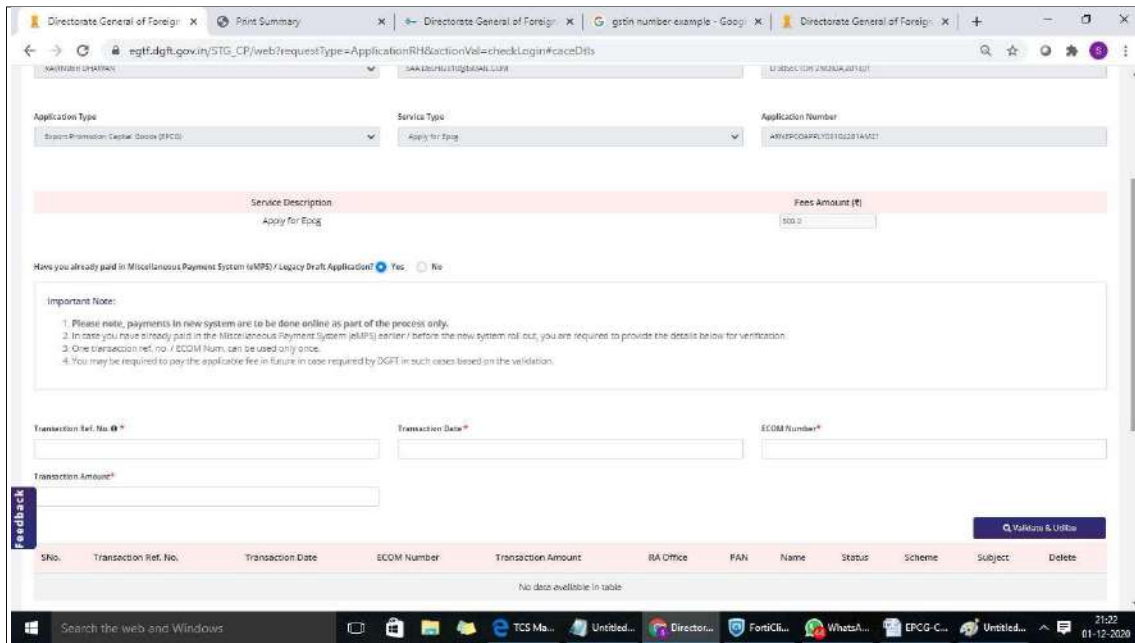 Directorate General of Foreign
Print Summary
Directorate General of Foreign
gstin number example - Goog
Directorate General of Foreign
egtf.dgft.gov.in/STG_CP/web?requestType=ApplicationRH&actionVal=checkLogin#caceDtls
S
Application Type
Service Type
Application Number
Export Promotion Capital Goods (EPCG)
Apply for Epcg
Service Description
Fees Amount (₹)
Apply for Epcg
500.0
Have you already paid in Miscellaneous Payment System (eMPS) / Legacy Draft Application?
Yes
No
Important Note:
1. Please note, payments in new system are to be done online as part of the process only.
2. In case you have already paid in the Miscellaneous Payment System (eMPS) earlier / before the new system roll out, you are required to provide the details below for verification.
3. One transaction ref. no. / ECOM Num. can be used only once.
4. You may be required to pay the applicable fee in future in case required by DGFT in such cases based on the validation.
Transaction Ref. No. *
Transaction Date *
ECOM Number*
Transaction Amount*
Feedback
Validate & Utilise
SNo. Transaction Ref. No. Transaction Date ECOM Number Transaction Amount RA Office PAN Name Status Scheme Subject Delete
No data available in table
Search the web and Windows
TCS Ma...
Untitled...
Director...
FortiCli...
WhatsA...
EPCG-C...
Untitled...
21:22
01-12-2020